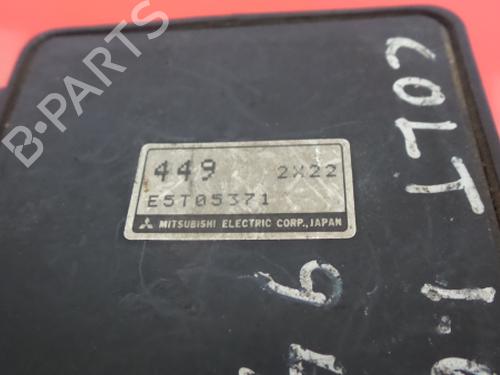 B-PARTS
449 2X22
E5T05371
MITSUBISHI ELECTRIC CORP., JAPAN
COLT